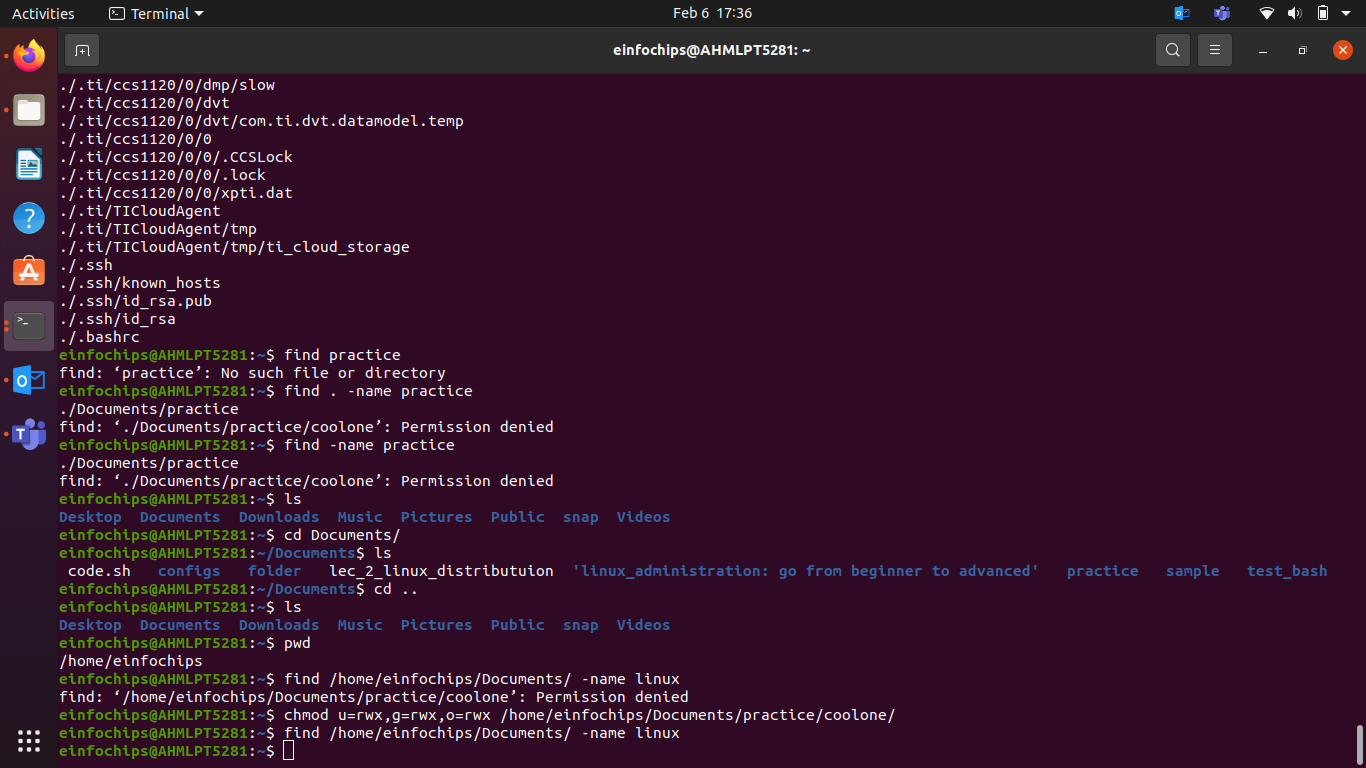 Activities Terminal Feb 6 17:36
einfochips@AHMLPT5281: ~
./.ti/ccs1120/0/dmp/slow
./.ti/ccs1120/0/dvt
./.ti/ccs1120/0/dvt/com.ti.dvt.datamodel.temp
./.ti/ccs1120/0/0
./.ti/ccs1120/0/0/.CCSLock
./.ti/ccs1120/0/0/.lock
./.ti/ccs1120/0/0/xpti.dat
./.ti/TICloudAgent
./.ti/TICloudAgent/tmp
./.ti/TICloudAgent/tmp/ti_cloud_storage
./.ssh
./.ssh/known_hosts
./.ssh/id_rsa.pub
./.ssh/id_rsa
./.bashrc
einfochips@AHMLPT5281:~$ find practice
find: ‘practice’: No such file or directory
einfochips@AHMLPT5281:~$ find . -name practice
./Documents/practice
find: ‘./Documents/practice/coolone’: Permission denied
einfochips@AHMLPT5281:~$ find -name practice
./Documents/practice
find: ‘./Documents/practice/coolone’: Permission denied
einfochips@AHMLPT5281:~$ ls
Desktop Documents Downloads Music Pictures Public snap Videos
einfochips@AHMLPT5281:~$ cd Documents/
einfochips@AHMLPT5281:~/Documents$ ls
code.sh configs folder lec_2_linux_distributuion 'linux_administration: go from beginner to advanced' practice sample test_bash
einfochips@AHMLPT5281:~/Documents$ cd ..
einfochips@AHMLPT5281:~$ ls
Desktop Documents Downloads Music Pictures Public snap Videos
einfochips@AHMLPT5281:~$ pwd
/home/einfochips
einfochips@AHMLPT5281:~$ find /home/einfochips/Documents/ -name linux
find: ‘/home/einfochips/Documents/practice/coolone’: Permission denied
einfochips@AHMLPT5281:~$ chmod u=rwx,g=rwx,o=rwx /home/einfochips/Documents/practice/coolone/
einfochips@AHMLPT5281:~$ find /home/einfochips/Documents/ -name linux
einfochips@AHMLPT5281:~$